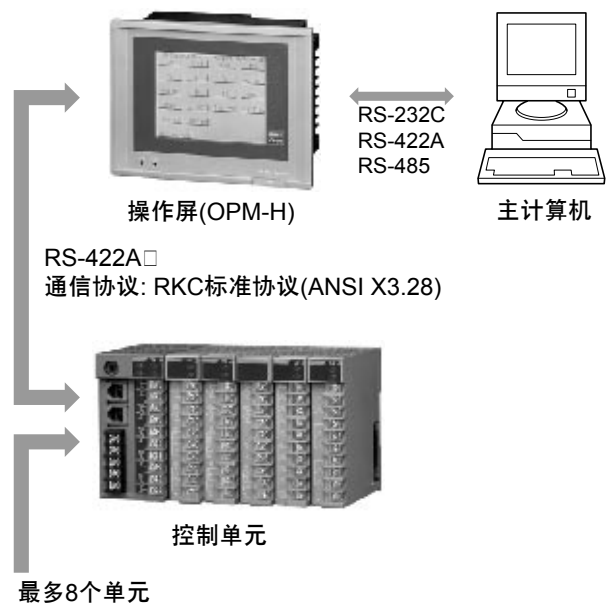 RS-232C
RS-422A
RS-485
操作屏(OPM-H)
主计算机
RS-422A□
通信协议: RKC标准协议(ANSI X3.28)
控制单元
最多8个单元